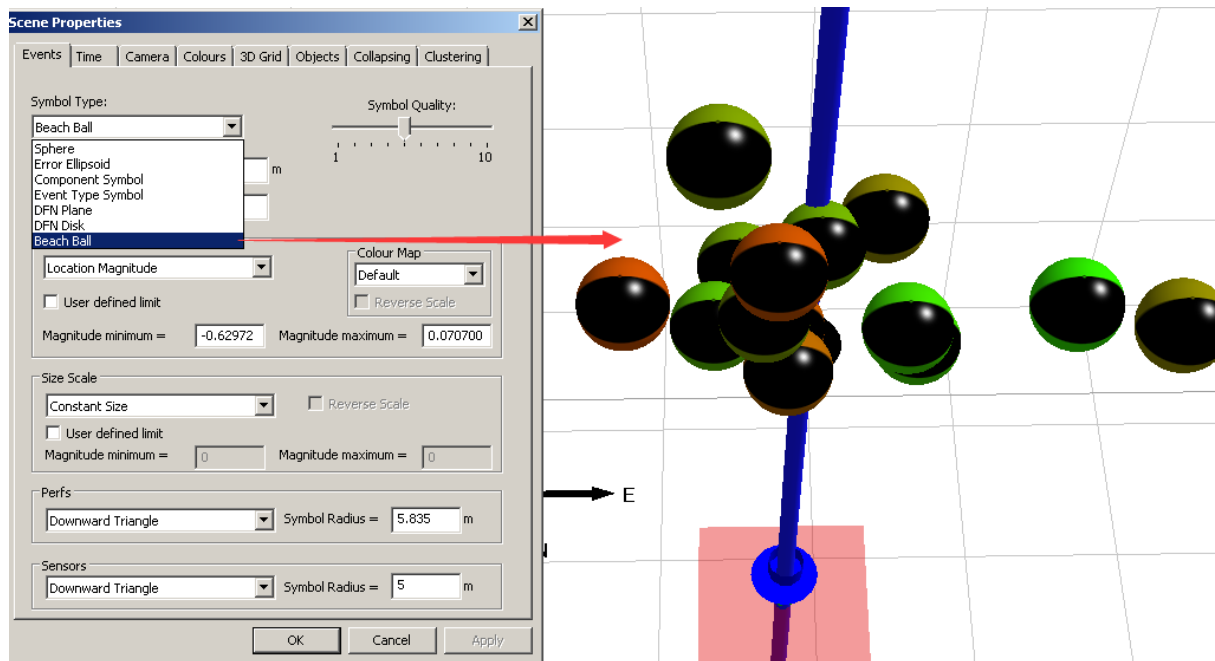 Scene Properties
Events Time Camera Colours 3D Grid Objects Collapsing Clustering
Symbol Type:
Symbol Quality:
Beach Ball
1 10
Sphere
Error Ellipsoid
Component Symbol
Event Type Symbol
DFN Plane
DFN Disk
Beach Ball
m
Colour Map
Location Magnitude
Default
User defined limit
Reverse Scale
Magnitude minimum = -0.62972 Magnitude maximum = 0.070700
Size Scale
Constant Size
Reverse Scale
User defined limit
Magnitude minimum = 0 Magnitude maximum = 0
Perfs
Downward Triangle Symbol Radius = 5.835 m
Sensors
Downward Triangle Symbol Radius = 5 m
OK Cancel Apply
E